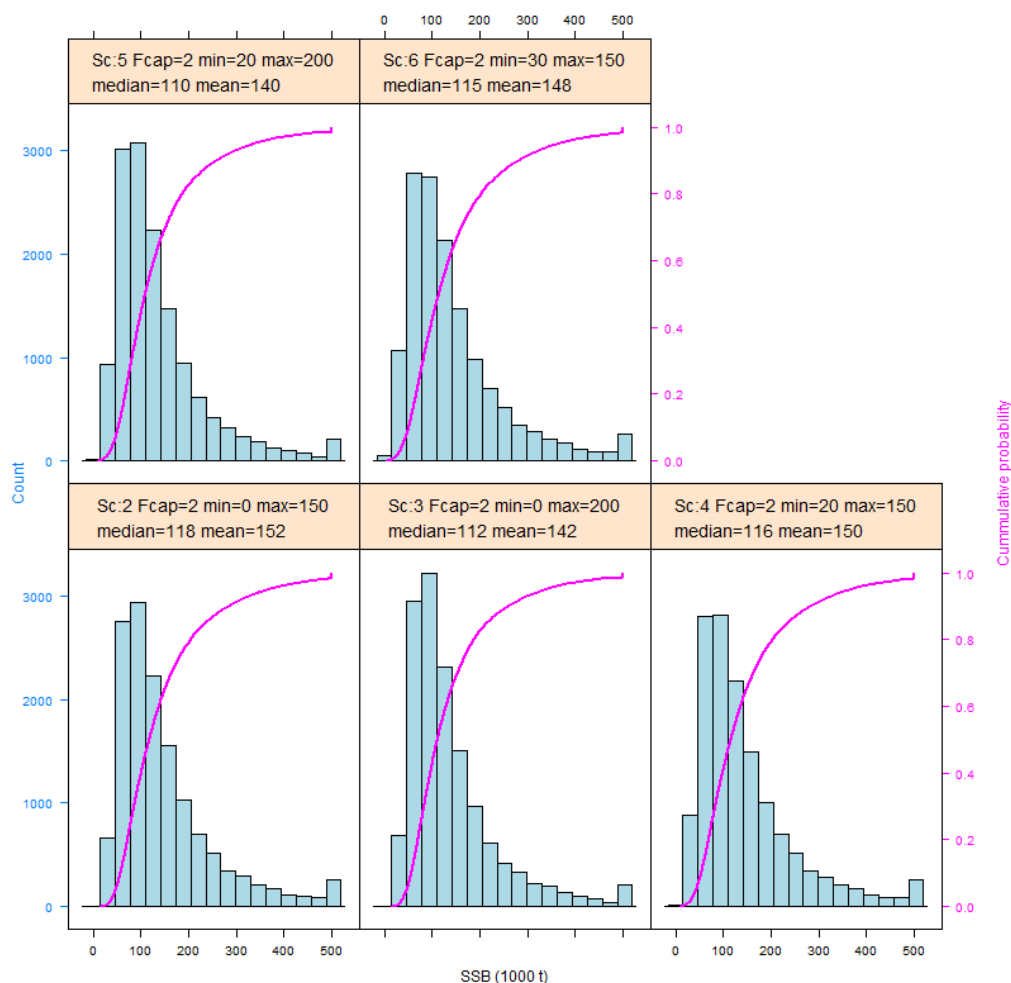 0 100 200 300 400 500
Sc:5 Fcap=2 min=20 max=200
median=110 mean=140
Sc:6 Fcap=2 min=30 max=150
median=115 mean=148
3000
2000
1000
0
1.0
0.8
0.6
0.4
0.2
0.0
Count
Cummulative probability
Sc:2 Fcap=2 min=0 max=150
median=118 mean=152
Sc:3 Fcap=2 min=0 max=200
median=112 mean=142
Sc:4 Fcap=2 min=20 max=150
median=116 mean=150
3000
2000
1000
0
1.0
0.8
0.6
0.4
0.2
0.0
0 100 200 300 400 500
0 100 200 300 400 500
0 100 200 300 400 500
SSB (1000 t)